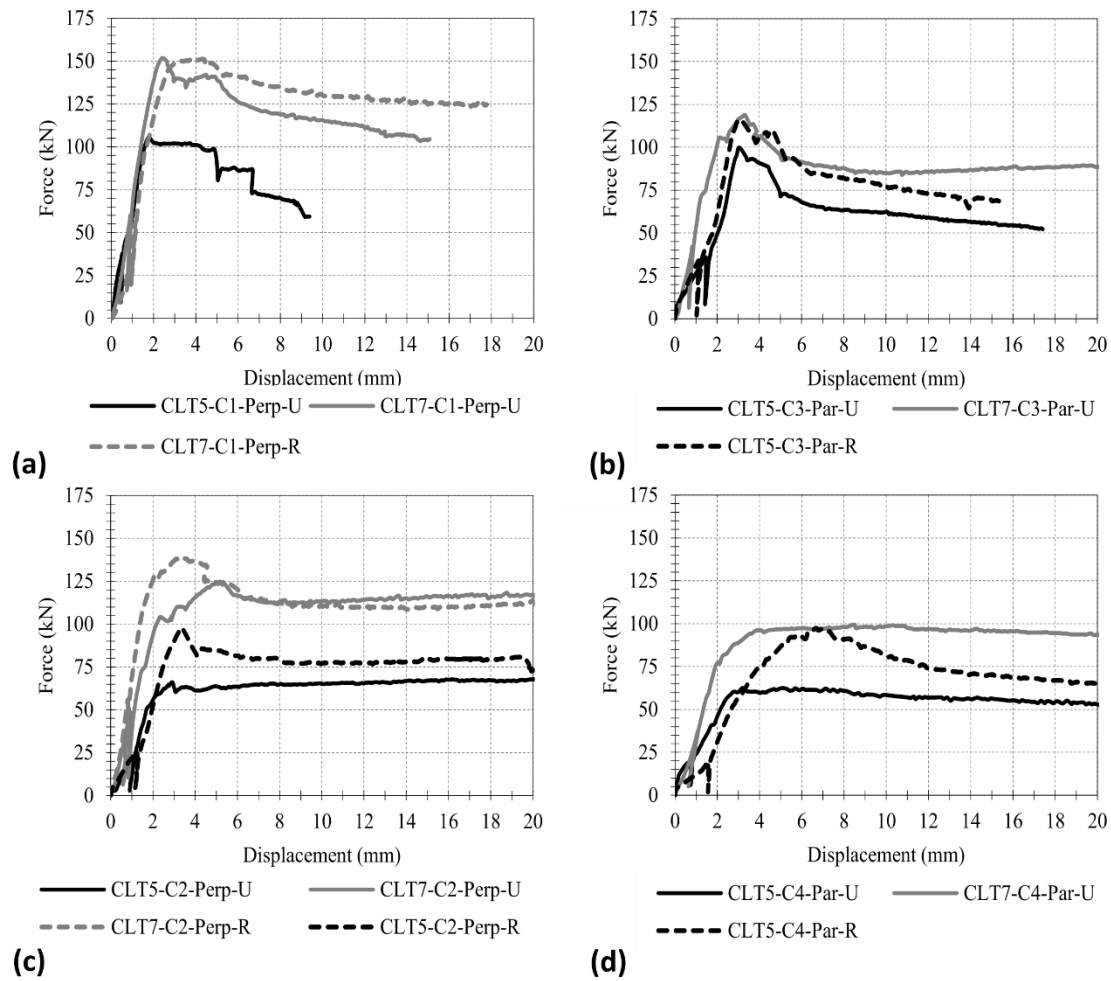 175
150
125
100
75
50
25
0
Force (kN)
0 2 4 6 8 10 12 14 16 18 20
Displacement (mm)
CLT5-C1-Perp-U CLT7-C1-Perp-U
CLT7-C1-Perp-R
(a)
175
150
125
100
75
50
25
0
Force (kN)
0 2 4 6 8 10 12 14 16 18 20
Displacement (mm)
CLT5-C3-Par-U CLT7-C3-Par-U
CLT5-C3-Par-R
(b)
175
150
125
100
75
50
25
0
Force (kN)
0 2 4 6 8 10 12 14 16 18 20
Displacement (mm)
CLT5-C2-Perp-U CLT7-C2-Perp-U
CLT7-C2-Perp-R CLT5-C2-Perp-R
(c)
175
150
125
100
75
50
25
0
Force (kN)
0 2 4 6 8 10 12 14 16 18 20
Displacement (mm)
CLT5-C4-Par-U CLT7-C4-Par-U
CLT5-C4-Par-R
(d)